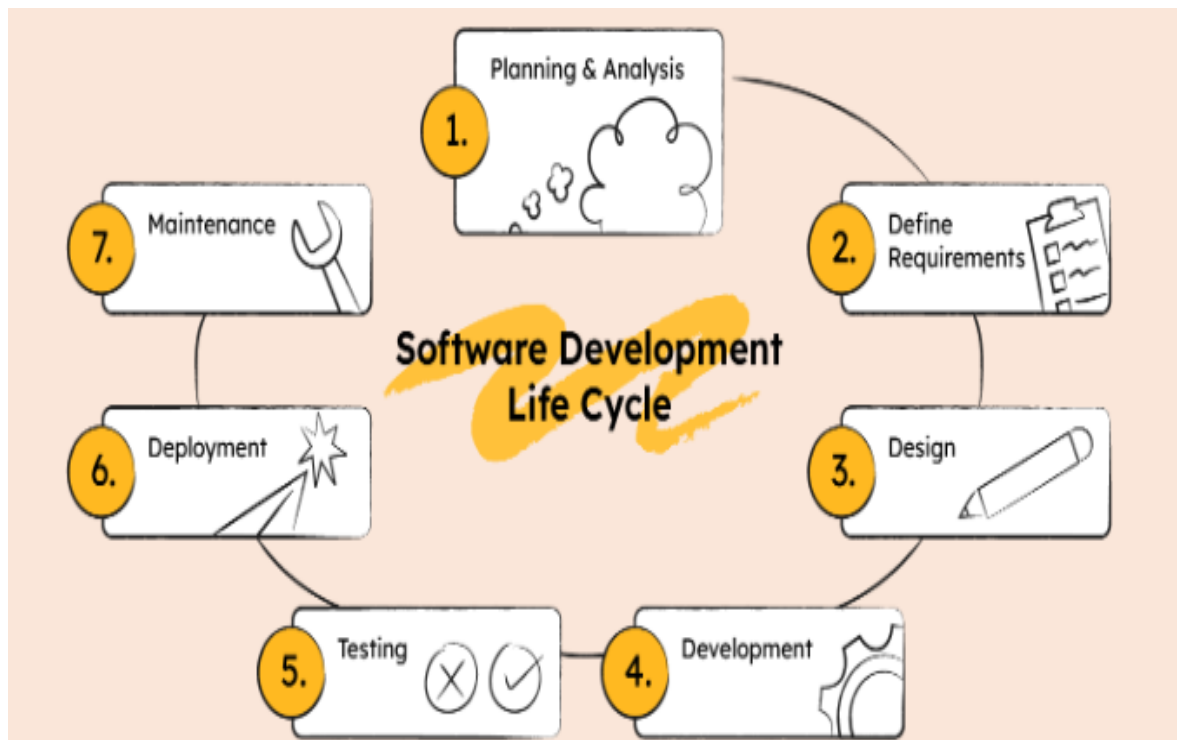 Planning & Analysis
1.
2.
Define
Requirements
3.
Design
4.
Development
5.
Testing
6.
Deployment
7.
Maintenance
Software Development
Life Cycle